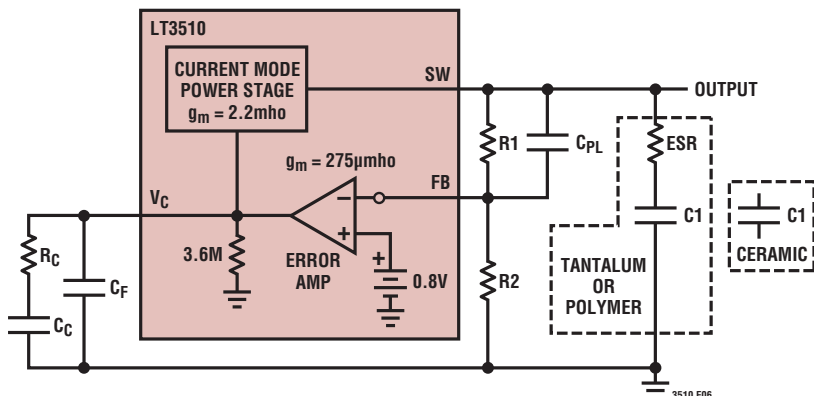 LT3510
CURRENT MODE
POWER STAGE
gm = 2.2mho
SW
OUTPUT
R1
CPL
ESR
gm = 275µmho
FB
VC
C1
C1
CERAMIC
RC
CF
CC
3.6M
ERROR
AMP
0.8V
R2
TANTALUM
OR
POLYMER
3510 F06